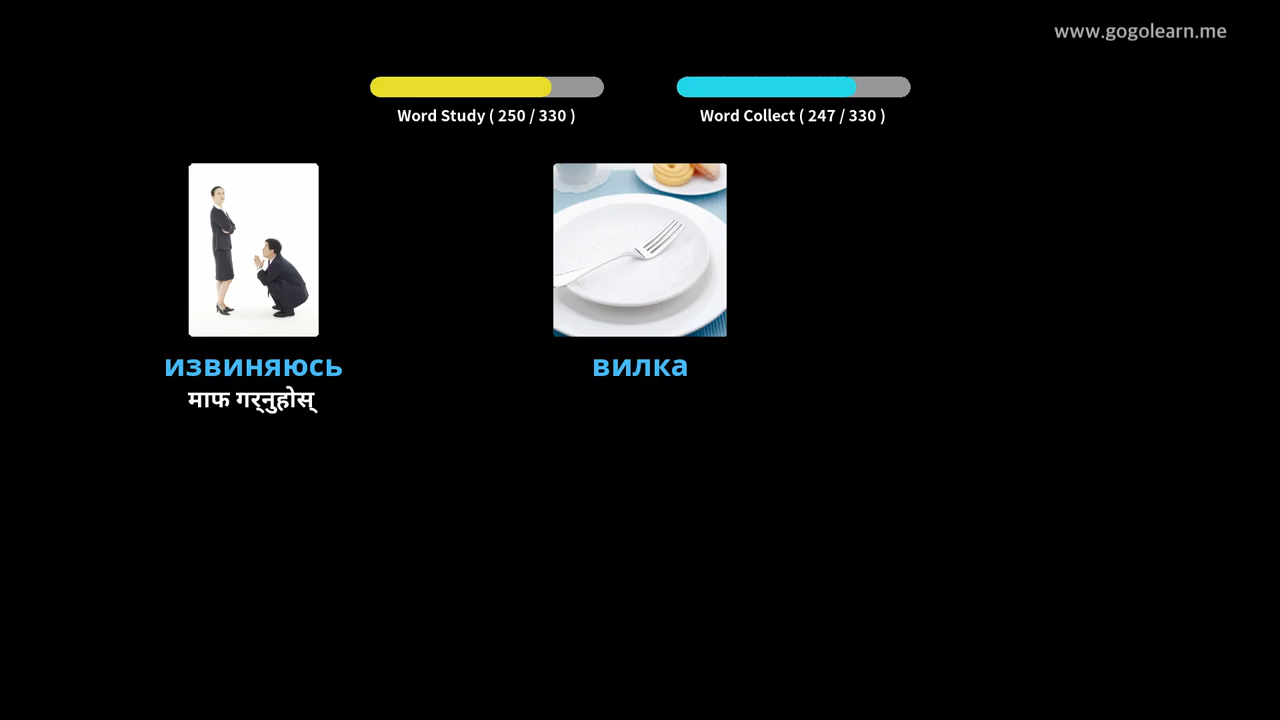 www.gogolearn.me
Word Study ( 250 / 330 )
Word Collect ( 247 / 330 )
извиняюсь
माफ गर्‍नुहोस्
вилка